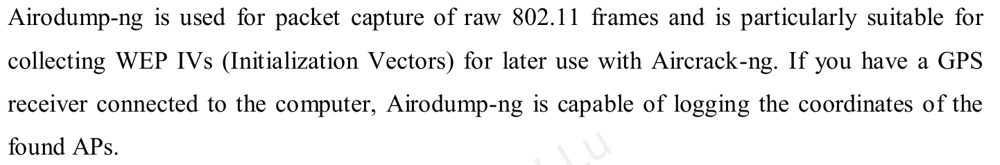 Airodump-ng is used for packet capture of raw 802.11 frames and is particularly suitable for
collecting WEP IVs (Initialization Vectors) for later use with Aircrack-ng. If you have a GPS
receiver connected to the computer, Airodump-ng is capable of logging the coordinates of the
found APs.